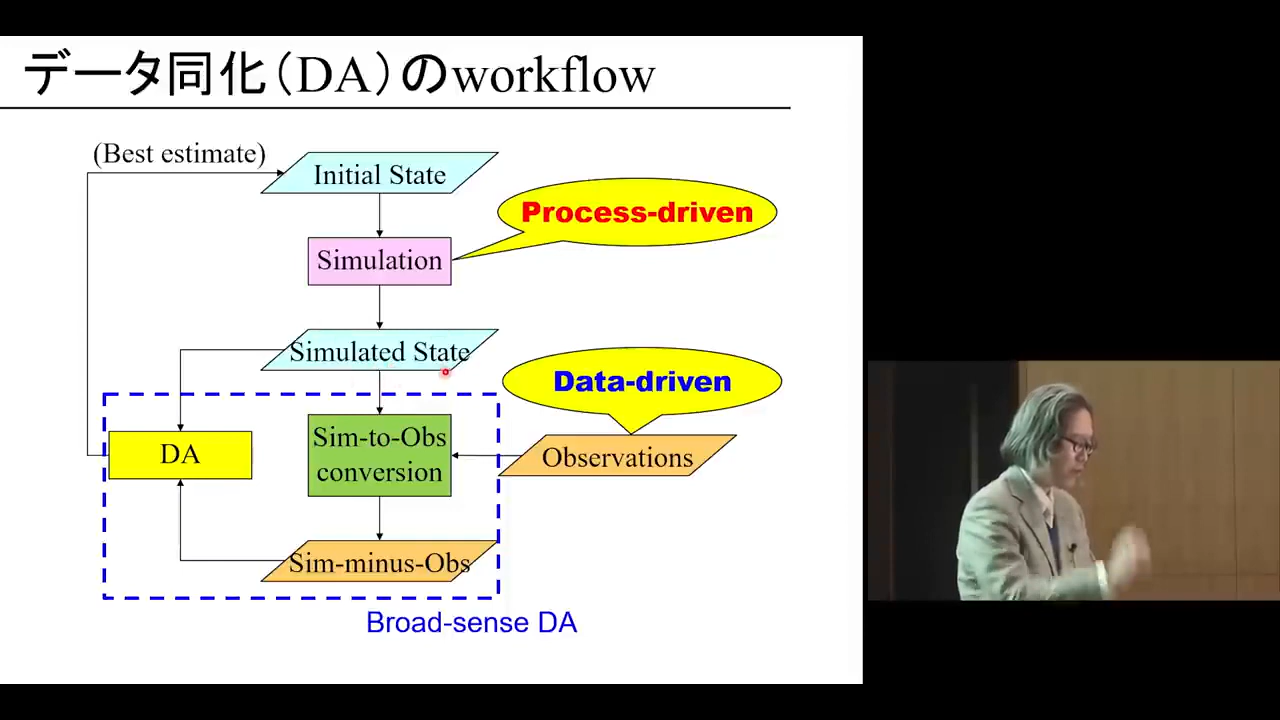 データ同化（DA）のworkflow
(Best estimate)
Initial State
Process-driven
Simulation
Simulated State
Data-driven
DA
Sim-to-Obs
conversion
Observations
Sim-minus-Obs
Broad-sense DA